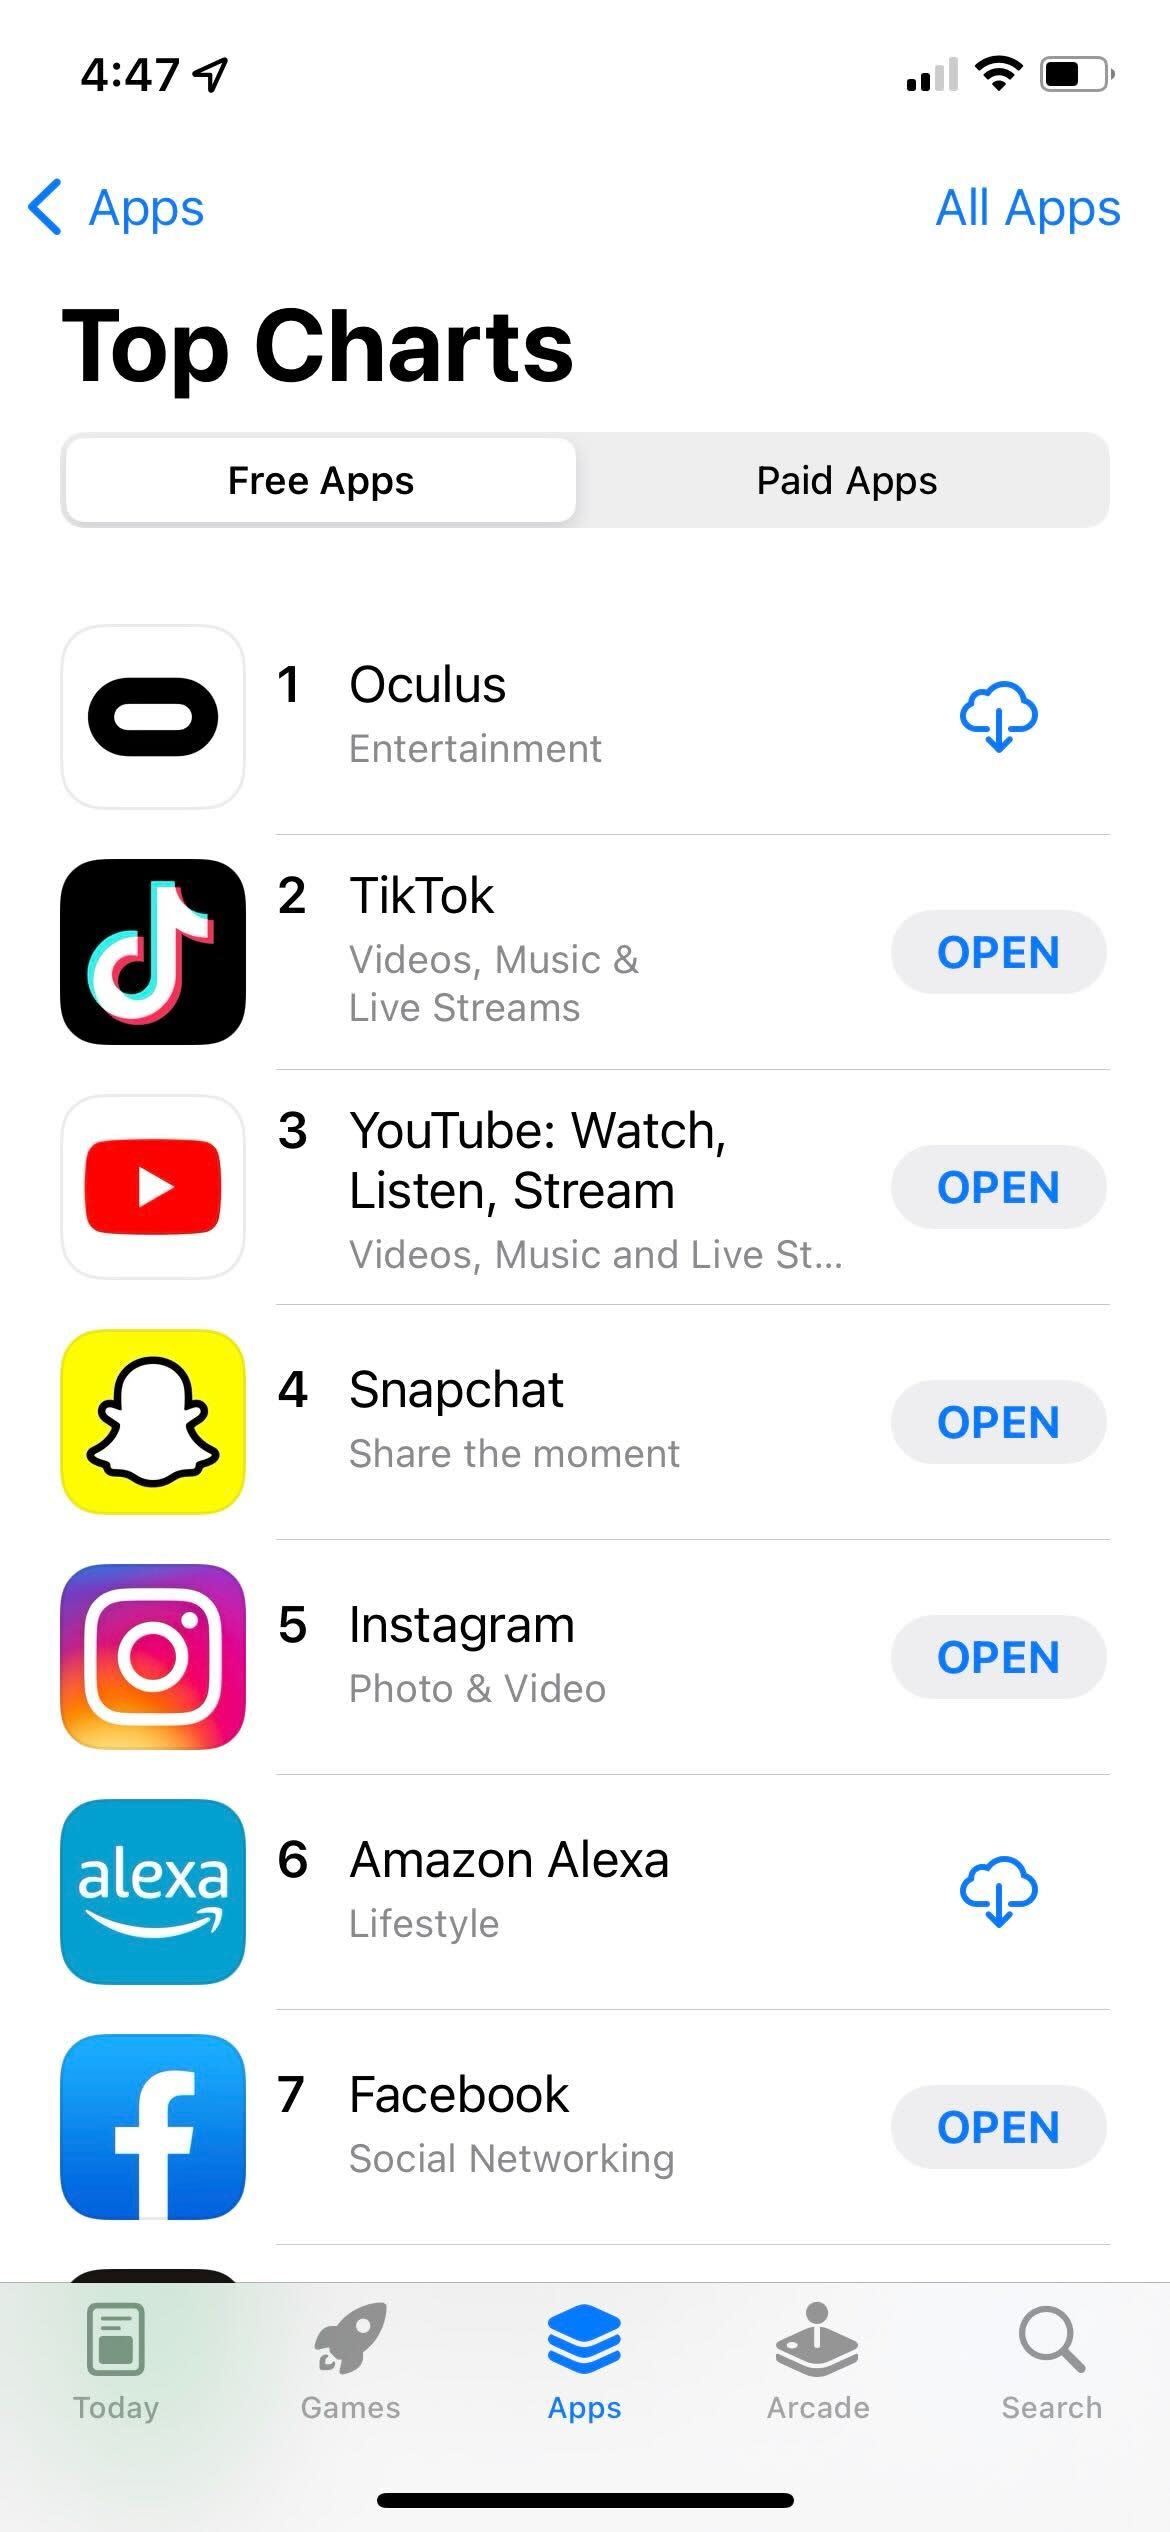 4:47
Apps
All Apps
Top Charts
Free Apps
Paid Apps
1 Oculus
Entertainment
2 TikTok
Videos, Music &
Live Streams
OPEN
3 YouTube: Watch,
Listen, Stream
Videos, Music and Live St...
OPEN
4 Snapchat
Share the moment
OPEN
5 Instagram
Photo & Video
OPEN
alexa
6 Amazon Alexa
Lifestyle
7 Facebook
Social Networking
OPEN
Today
Games
Apps
Arcade
Search